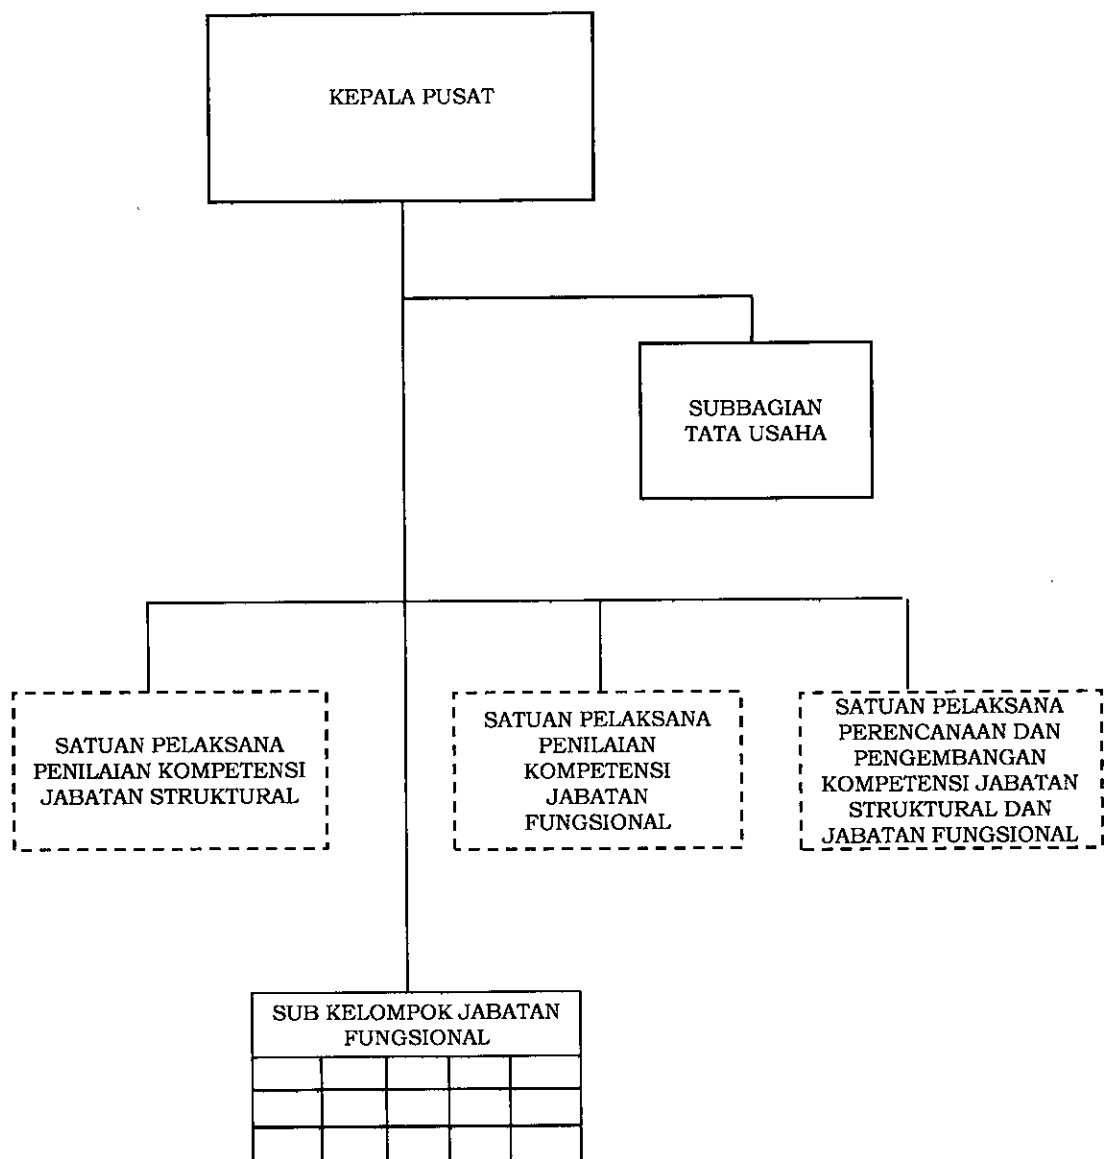 KEPALA PUSAT
SUBBAGIAN
TATA USAHA
SATUAN PELAKSANA
PENILAIAN KOMPETENSI
JABATAN STRUKTURAL
SATUAN PELAKSANA
PENILAIAN
KOMPETENSI
JABATAN
FUNGSIONAL
SATUAN PELAKSANA
PERENCANAAN DAN
PENGEMBANGAN
KOMPETENSI JABATAN
STRUKTURAL DAN
JABATAN FUNGSIONAL
SUB KELOMPOK JABATAN
FUNGSIONAL